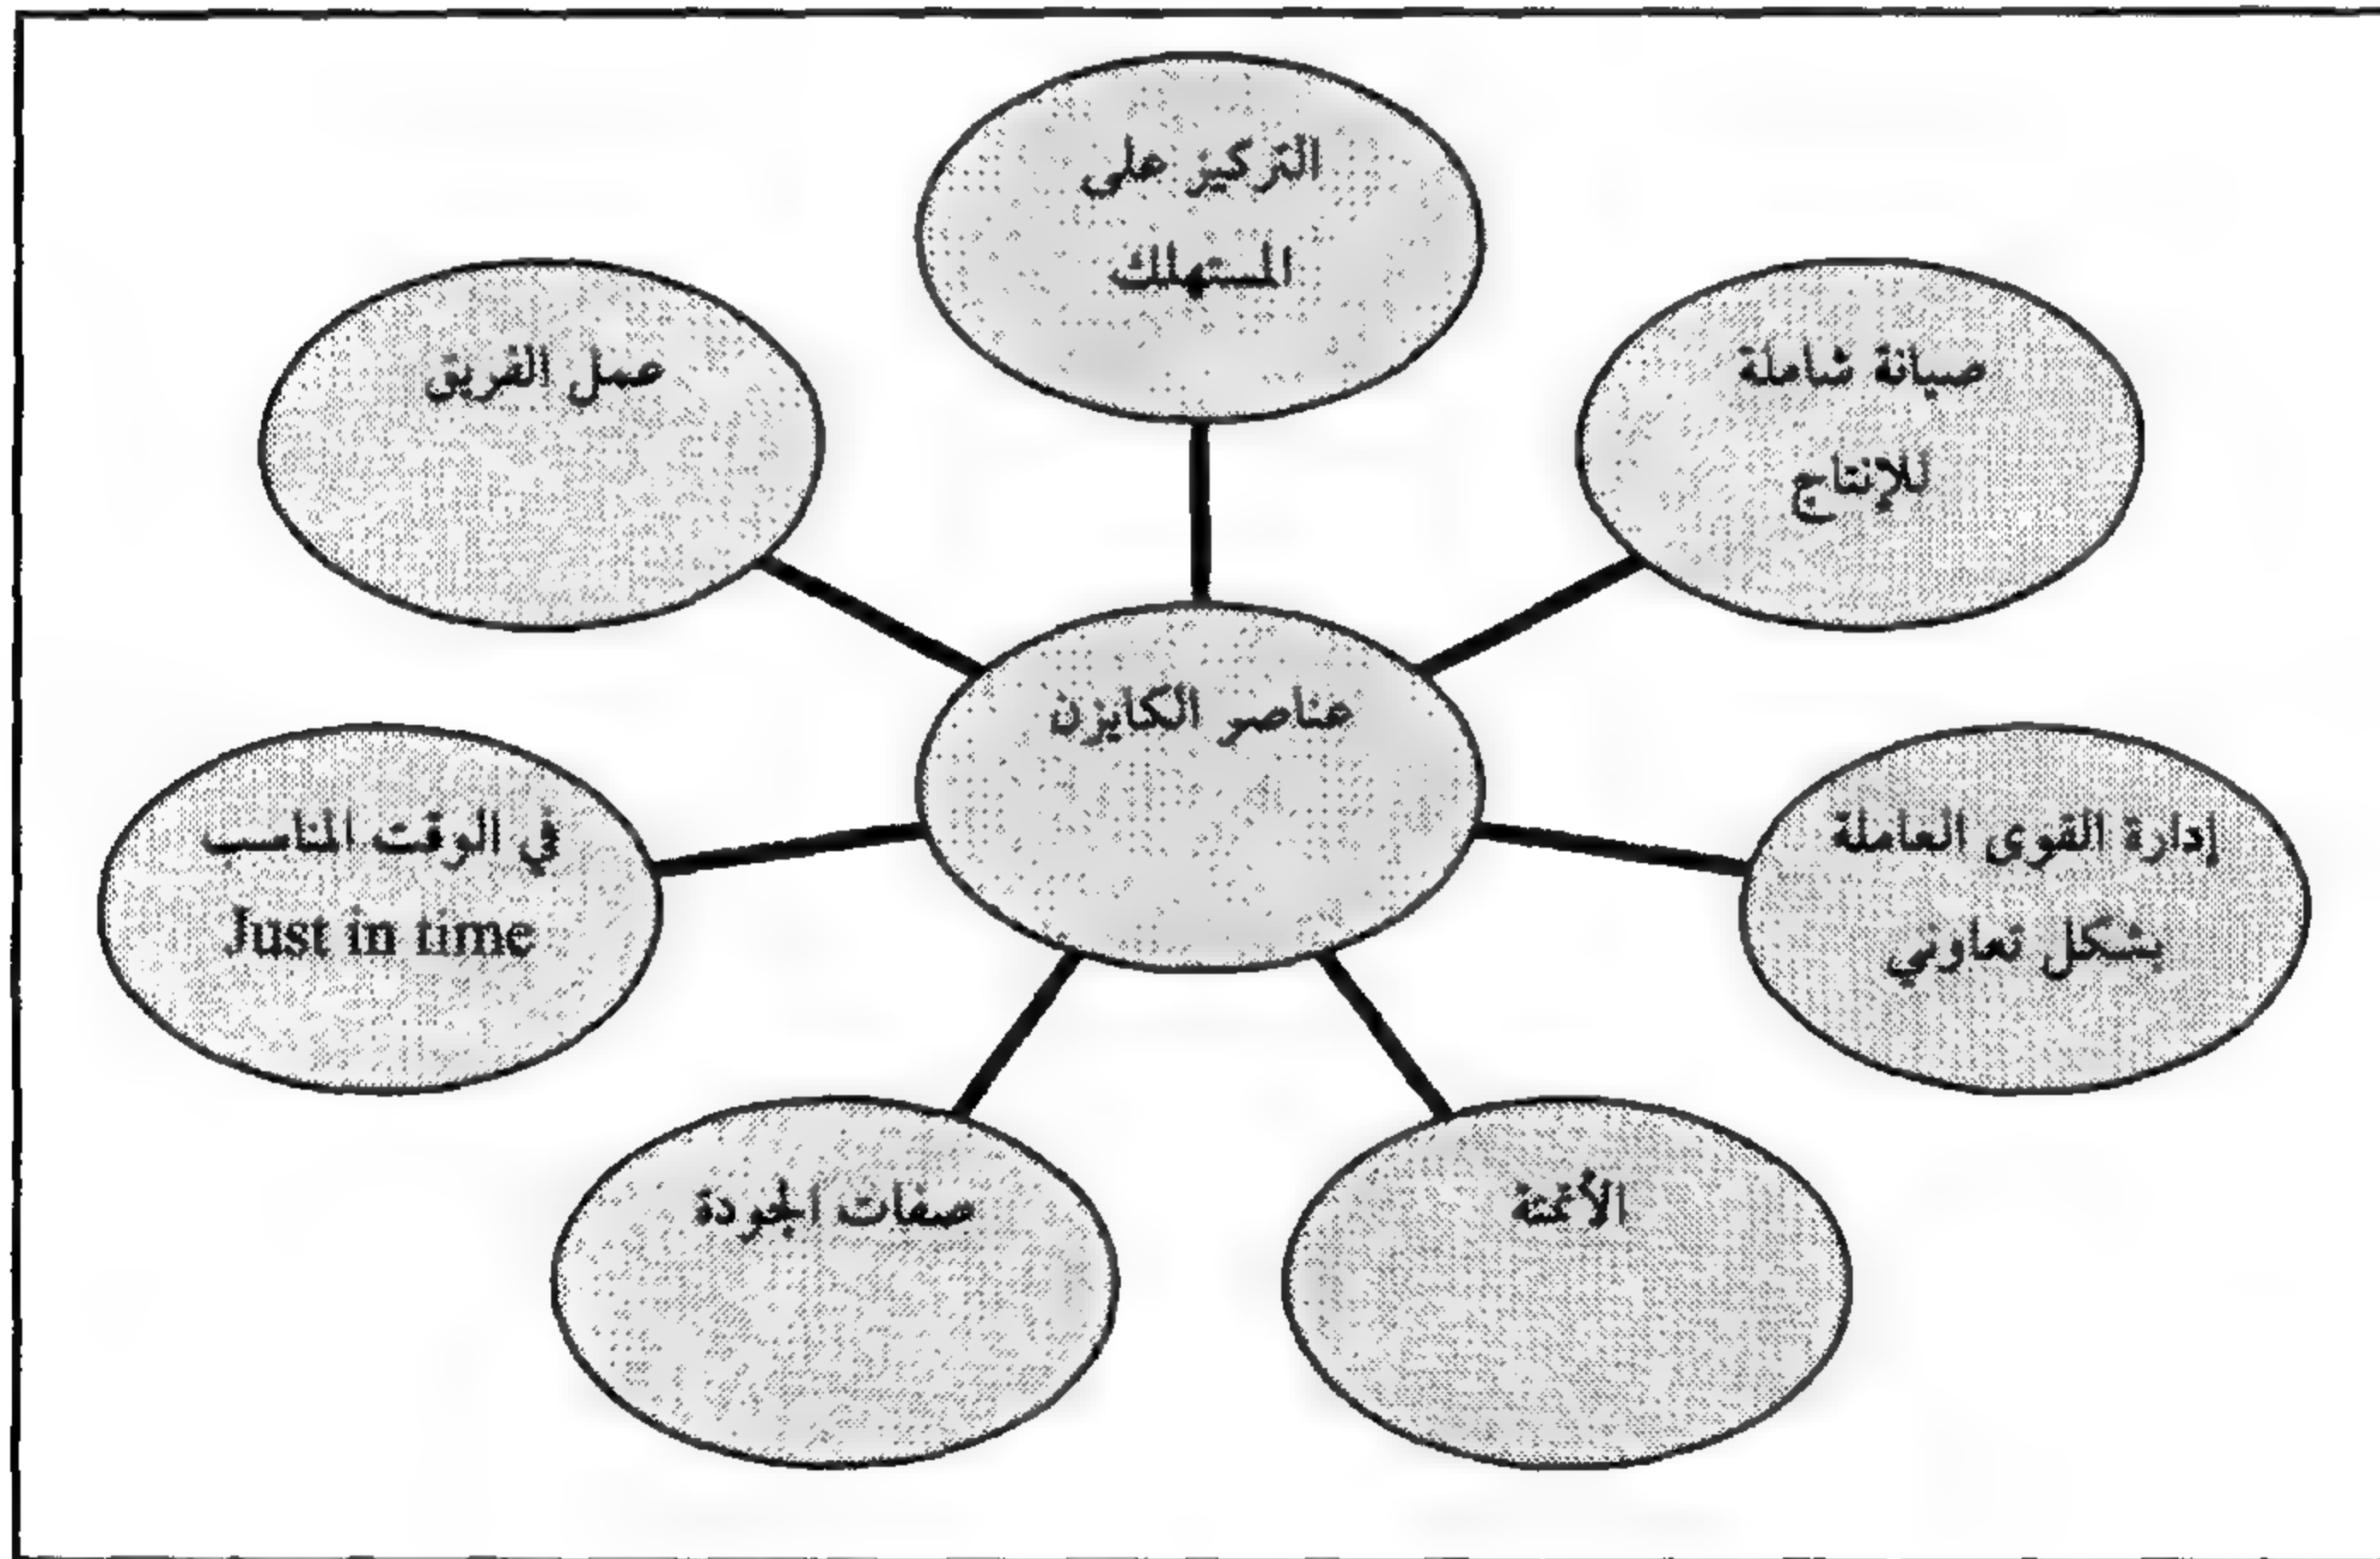 التركيز على
المستهلك
صيانة شاملة
للإنتاج
عمل الفريق
عناصر الكايزن
إدارة القوى العاملة
بشكل تعاوني
في الوقت المناسب
Just in time
الأتمتة
صفات الجودة